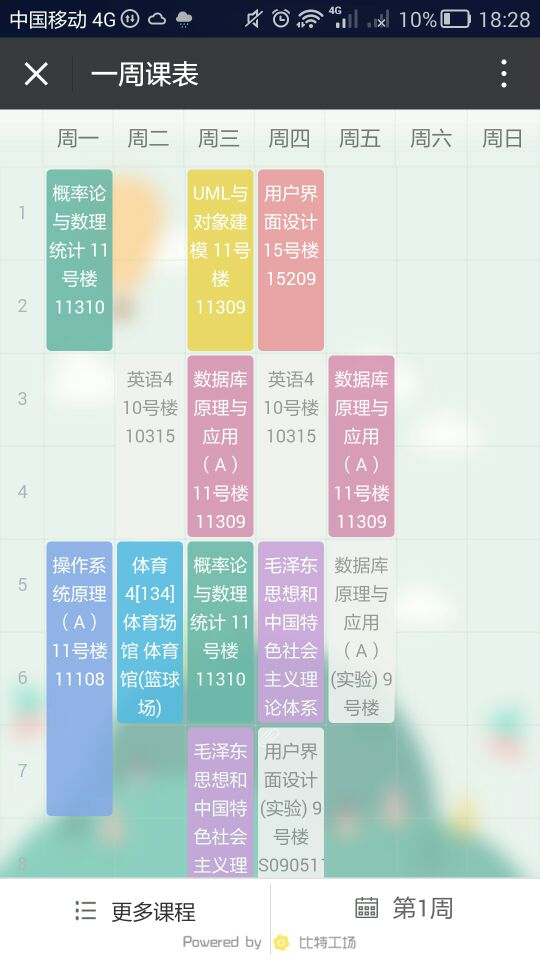 中国移动 4G 4G 10% 18:28
一周课表
周一 周二 周三 周四 周五 周六 周日
1
2
3
4
5
6
7
8
概率论
与数理
统计 11
号楼
11310
操作系
统原理
（A）
11号楼
11108
英语4
10号楼
10315
体育
4[134]
体育场
馆 体育
馆(篮球
场)
UML与
对象建
模 11号
楼
11309
数据库
原理与
应用
（A）
11号楼
11309
概率论
与数理
统计 11
号楼
11310
毛泽东
思想和
中国特
色社会
主义理
用户界
面设计
15号楼
15209
英语4
10号楼
10315
毛泽东
思想和
中国特
色社会
主义理
论体系
用户界
面设计
(实验) 9
号楼
S090511
数据库
原理与
应用
（A）
11号楼
11309
数据库
原理与
应用
（A）
(实验) 9
号楼
更多课程
第1周
Powered by 比特工场